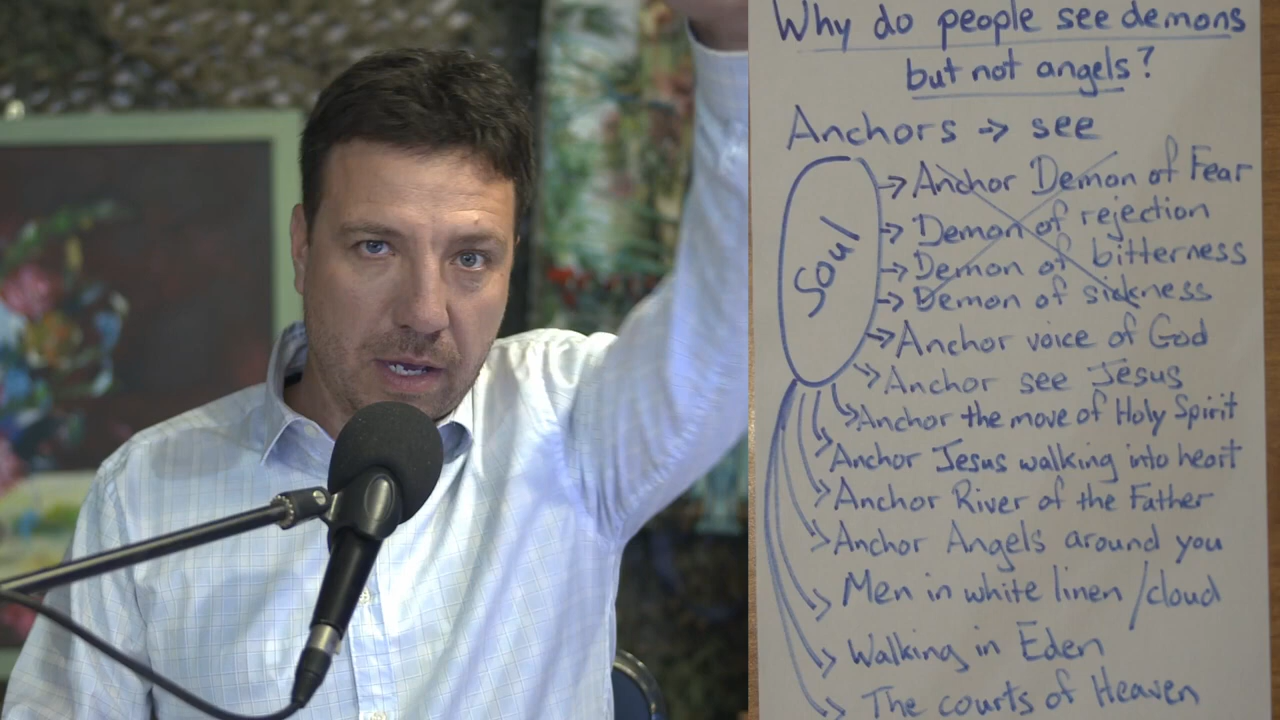 Why do people see demons
but not angels?
Anchors → see
Soul
→ Anchor Demon of Fear
→ Demon of rejection
→ Demon of bitterness
→ Demon of sickness
→ Anchor voice of God
→ Anchor see Jesus
→ Anchor the move of Holy Spirit
→ Anchor Jesus walking into heart
→ Anchor River of the Father
→ Anchor Angels around you
→ Men in white linen/cloud
→ Walking in Eden
→ The courts of Heaven